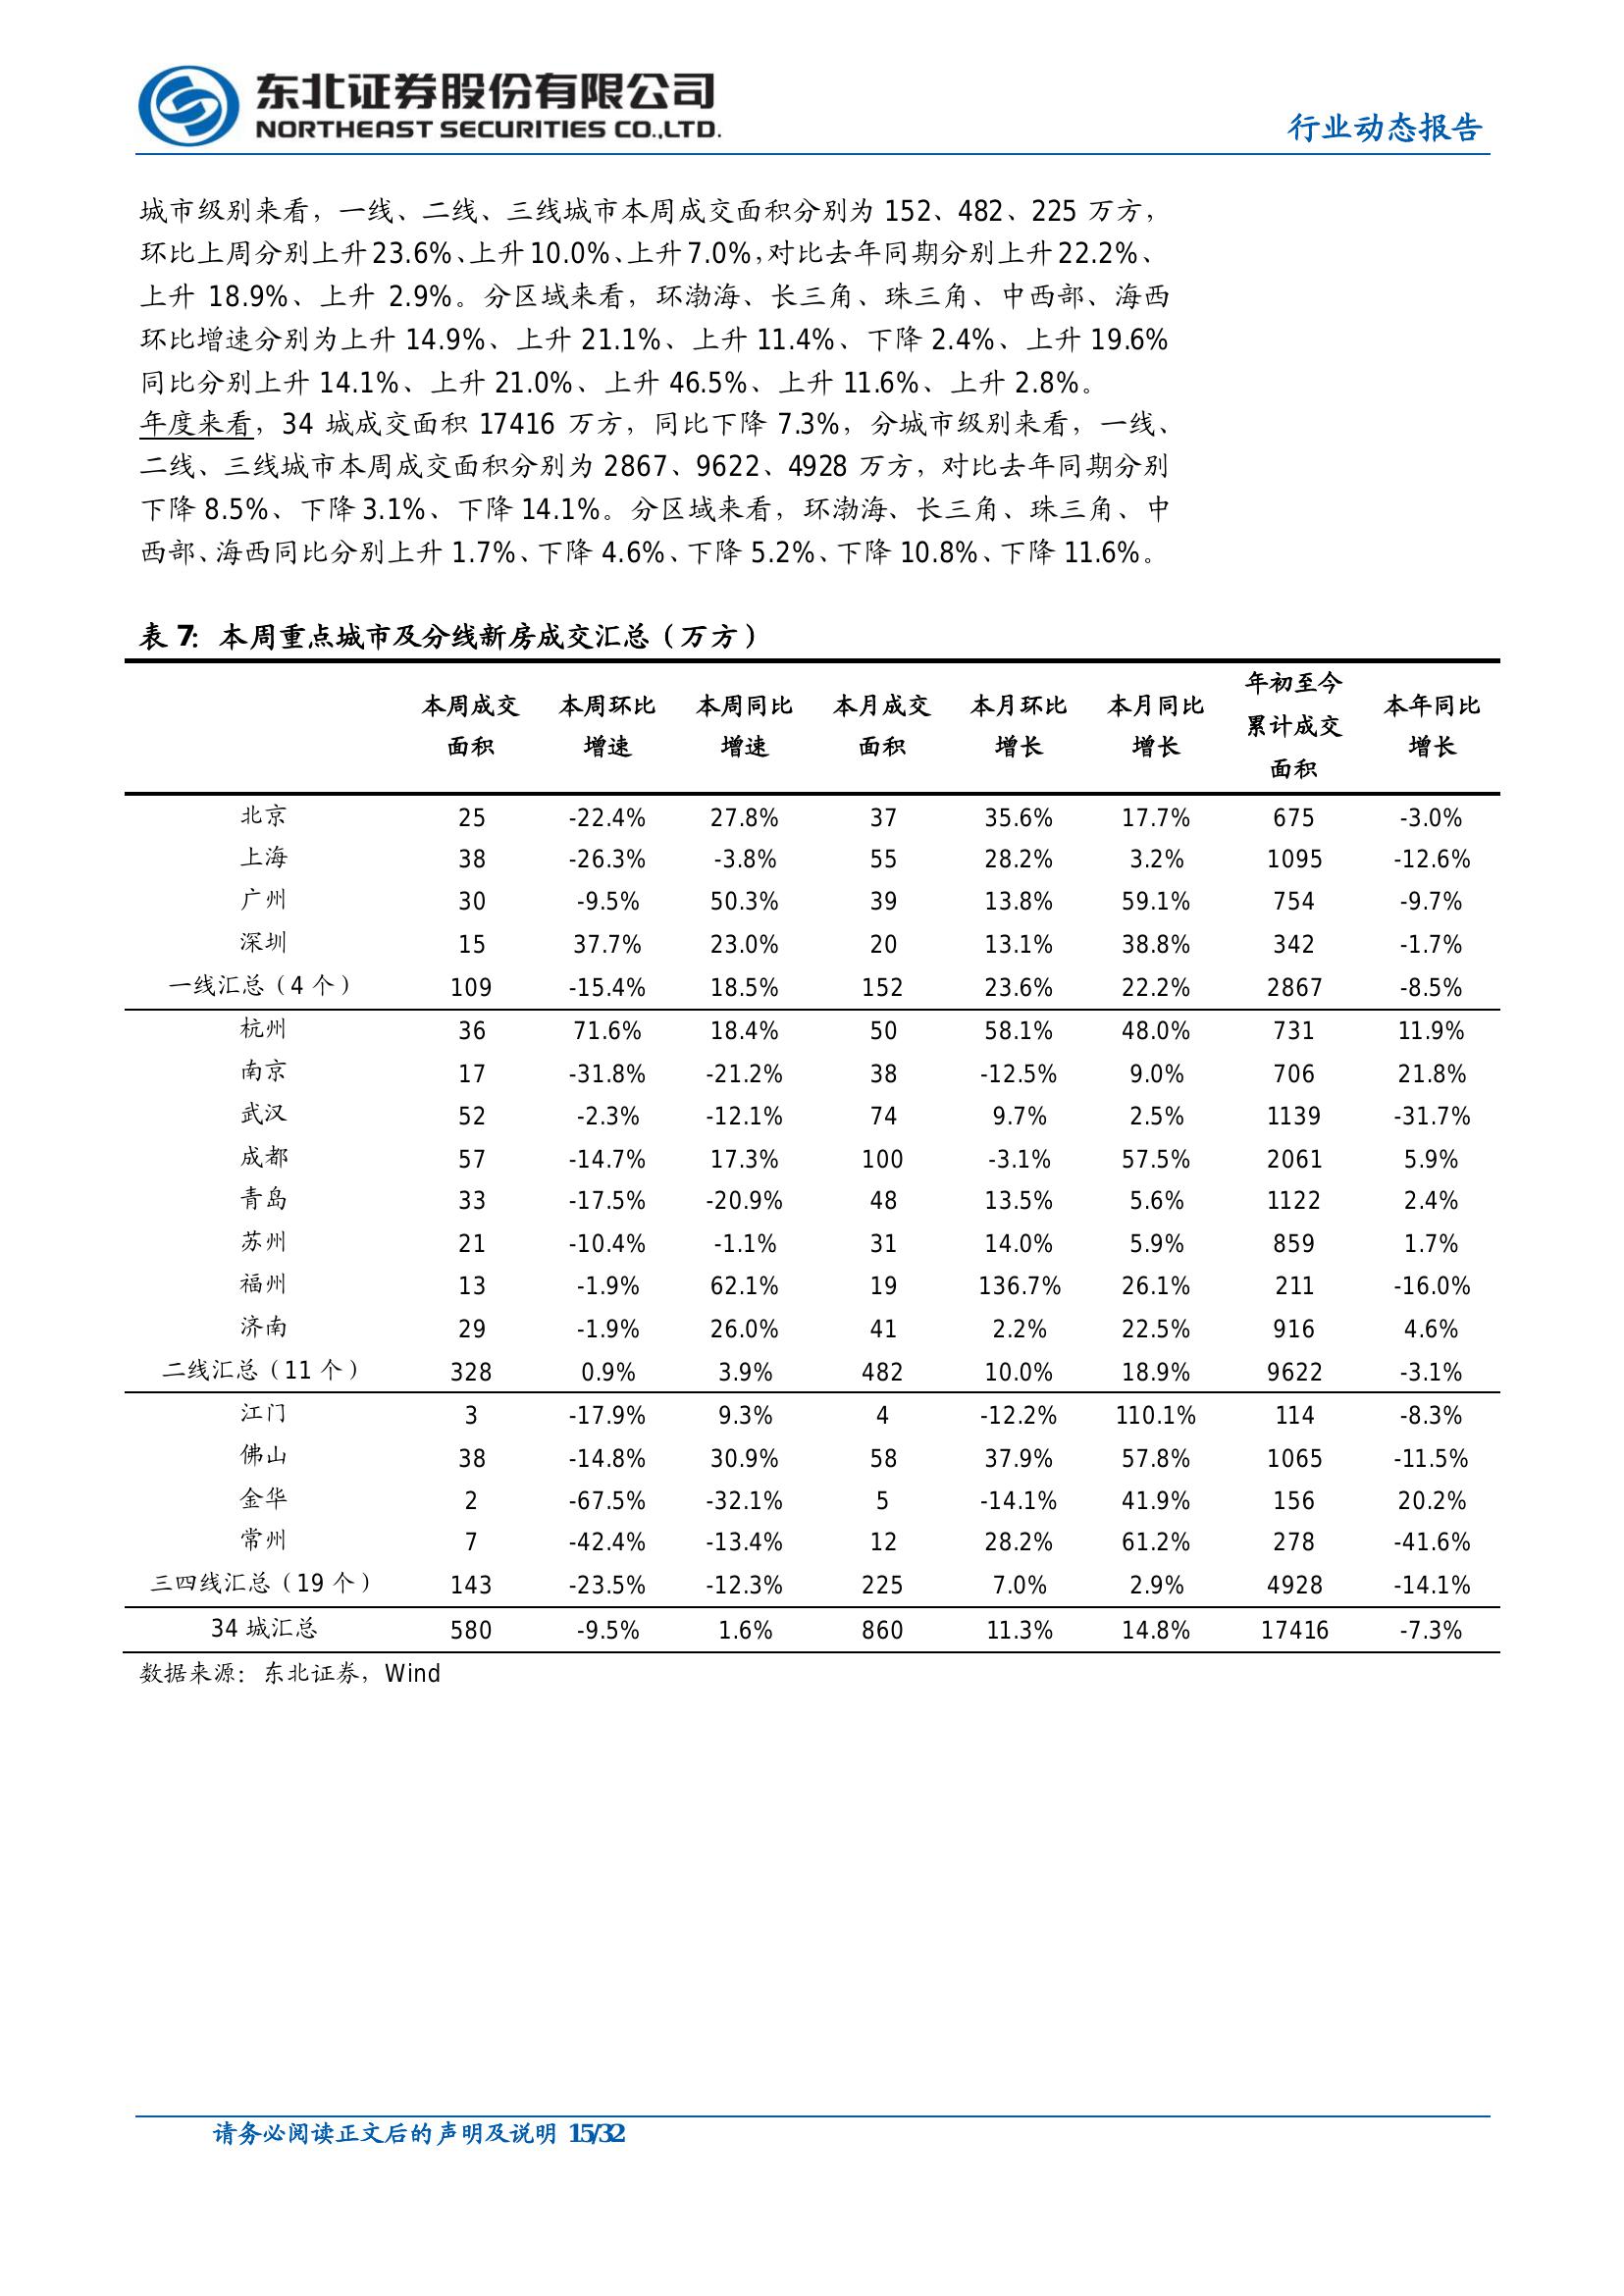 东北证券股份有限公司
NORTHEAST SECURITIES CO.,LTD.
行业动态报告
城市级别来看，一线、二线、三线城市本周成交面积分别为 152、482、225 万方，
环比上周分别上升 23.6%、上升 10.0%、上升 7.0%，对比去年同期分别上升 22.2%、
上升 18.9%、上升 2.9%。分区域来看，环渤海、长三角、珠三角、中西部、海西
环比增速分别为上升 14.9%、上升 21.1%、上升 11.4%、下降 2.4%、上升 19.6%
同比分别上升 14.1%、上升 21.0%、上升 46.5%、上升 11.6%、上升 2.8%。
年度来看，34 城成交面积 17416 万方，同比下降 7.3%，分城市级别来看，一线、
二线、三线城市本周成交面积分别为 2867、9622、4928 万方，对比去年同期分别
下降 8.5%、下降 3.1%、下降 14.1%。分区域来看，环渤海、长三角、珠三角、中
西部、海西同比分别上升 1.7%、下降 4.6%、下降 5.2%、下降 10.8%、下降 11.6%。
表 7：本周重点城市及分线新房成交汇总（万方）
本周成交面积 本周环比增速 本周同比增速 本月成交面积 本月环比增长 本月同比增长 年初至今累计成交面积 本年同比增长
北京 25 -22.4% 27.8% 37 35.6% 17.7% 675 -3.0%
上海 38 -26.3% -3.8% 55 28.2% 3.2% 1095 -12.6%
广州 30 -9.5% 50.3% 39 13.8% 59.1% 754 -9.7%
深圳 15 37.7% 23.0% 20 13.1% 38.8% 342 -1.7%
一线汇总（4 个） 109 -15.4% 18.5% 152 23.6% 22.2% 2867 -8.5%
杭州 36 71.6% 18.4% 50 58.1% 48.0% 731 11.9%
南京 17 -31.8% -21.2% 38 -12.5% 9.0% 706 21.8%
武汉 52 -2.3% -12.1% 74 9.7% 2.5% 1139 -31.7%
成都 57 -14.7% 17.3% 100 -3.1% 57.5% 2061 5.9%
青岛 33 -17.5% -20.9% 48 13.5% 5.6% 1122 2.4%
苏州 21 -10.4% -1.1% 31 14.0% 5.9% 859 1.7%
福州 13 -1.9% 62.1% 19 136.7% 26.1% 211 -16.0%
济南 29 -1.9% 26.0% 41 2.2% 22.5% 916 4.6%
二线汇总（11 个） 328 0.9% 3.9% 482 10.0% 18.9% 9622 -3.1%
江门 3 -17.9% 9.3% 4 -12.2% 110.1% 114 -8.3%
佛山 38 -14.8% 30.9% 58 37.9% 57.8% 1065 -11.5%
金华 2 -67.5% -32.1% 5 -14.1% 41.9% 156 20.2%
常州 7 -42.4% -13.4% 12 28.2% 61.2% 278 -41.6%
三四线汇总（19 个） 143 -23.5% -12.3% 225 7.0% 2.9% 4928 -14.1%
34 城汇总 580 -9.5% 1.6% 860 11.3% 14.8% 17416 -7.3%
数据来源：东北证券，Wind
请务必阅读正文后的声明及说明 15/32